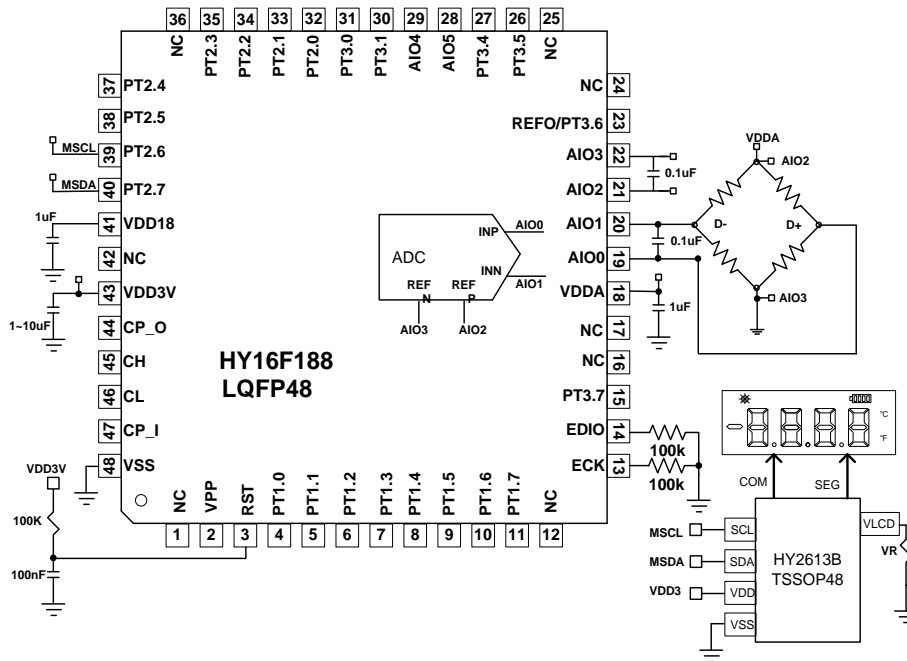 36 35 34 33 32 31 30 29 28 27 26 25
NC PT2.3 PT2.2 PT2.1 PT2.0 PT3.0 PT3.1 AIO4 AIO5 PT3.4 PT3.5 NC
37 PT2.4
38 PT2.5
MSCL 39 PT2.6
MSDA 40 PT2.7
1uF 41 VDD18
42 NC
1~10uF 43 VDD3V
44 CP_O
45 CH
46 CL
47 CP_I
48 VSS
NC 24
REFO/PT3.6 23
AIO3 22
AIO2 21
AIO1 20
AIO0 19
VDDA 18
NC 17
NC 16
PT3.7 15
EDIO 14
ECK 13
0.1uF
0.1uF
1uF
100k
100k
VDDA
AIO2
D- D+
AIO3
ADC
INP AIO0
INN AIO1
REF N
REF P
AIO3 AIO2
HY16F188
LQFP48
VDD3V
100K
100nF
NC VPP RST PT1.0 PT1.1 PT1.2 PT1.3 PT1.4 PT1.5 PT1.6 PT1.7 NC
1 2 3 4 5 6 7 8 9 10 11 12
- 8.8.8.8
°C
°F
COM SEG
MSCL SCL
MSDA SDA
VDD3 VDD
VSS
HY2613B
TSSOP48
VLCD
VR